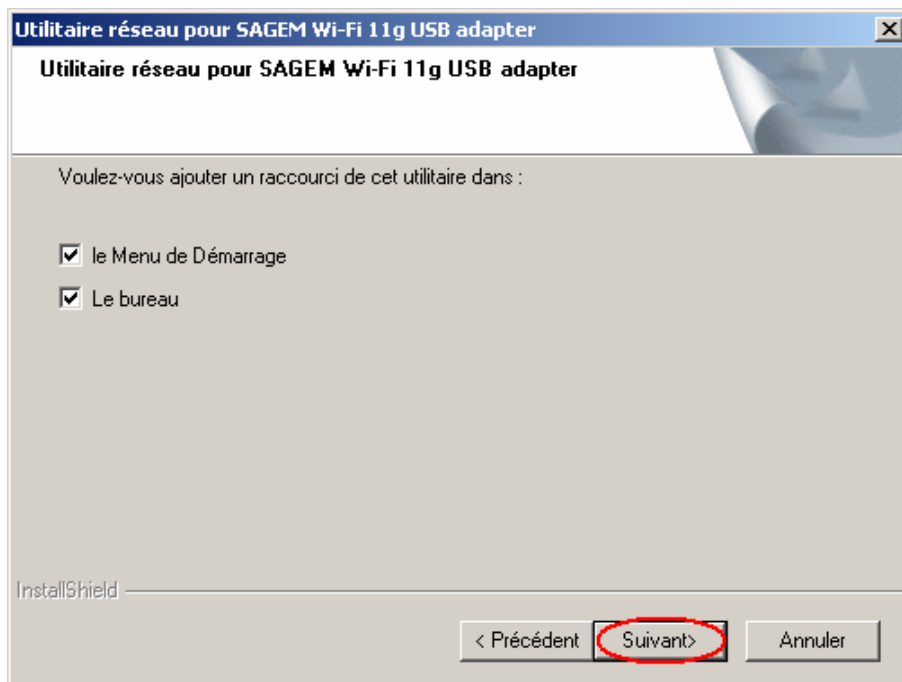 Utilitaire réseau pour SAGEM Wi-Fi 11g USB adapter
Utilitaire réseau pour SAGEM Wi-Fi 11g USB adapter
Voulez-vous ajouter un raccourci de cet utilitaire dans :
le Menu de Démarrage
Le bureau
InstallShield
< Précédent Suivant> Annuler